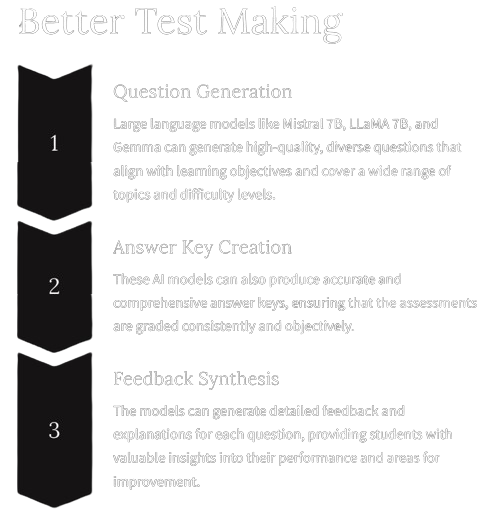 Better Test Making
1
Question Generation
Large language models like Mistral 7B, LLaMA 7B, and
Gemma can generate high-quality, diverse questions that
align with learning objectives and cover a wide range of
topics and difficulty levels.
2
Answer Key Creation
These AI models can also produce accurate and
comprehensive answer keys, ensuring that the assessments
are graded consistently and objectively.
3
Feedback Synthesis
The models can generate detailed feedback and
explanations for each question, providing students with
valuable insights into their performance and areas for
improvement.